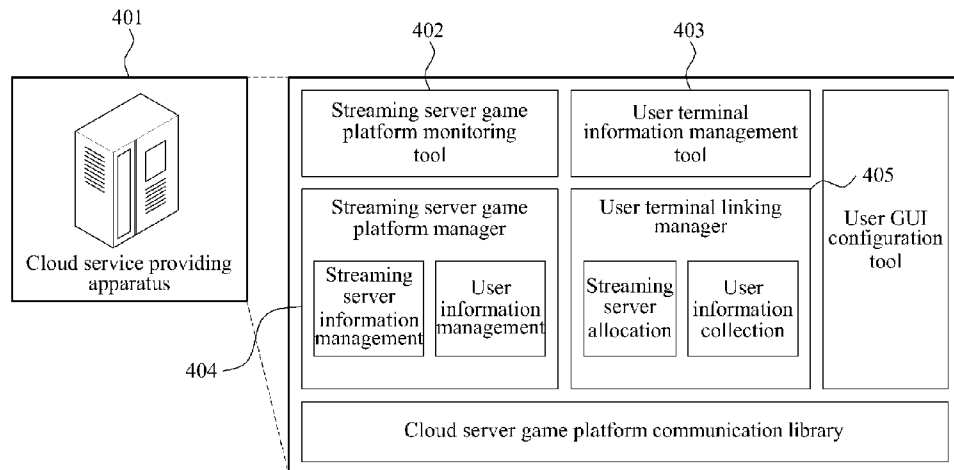 401
402
403
Cloud service providing
apparatus
Streaming server game
platform monitoring
tool
User terminal
information management
tool
405
User GUI
configuration
tool
Streaming server game
platform manager
Streaming
server
information
management
User
information
management
404
User terminal linking
manager
Streaming
server
allocation
User
information
collection
Cloud server game platform communication library